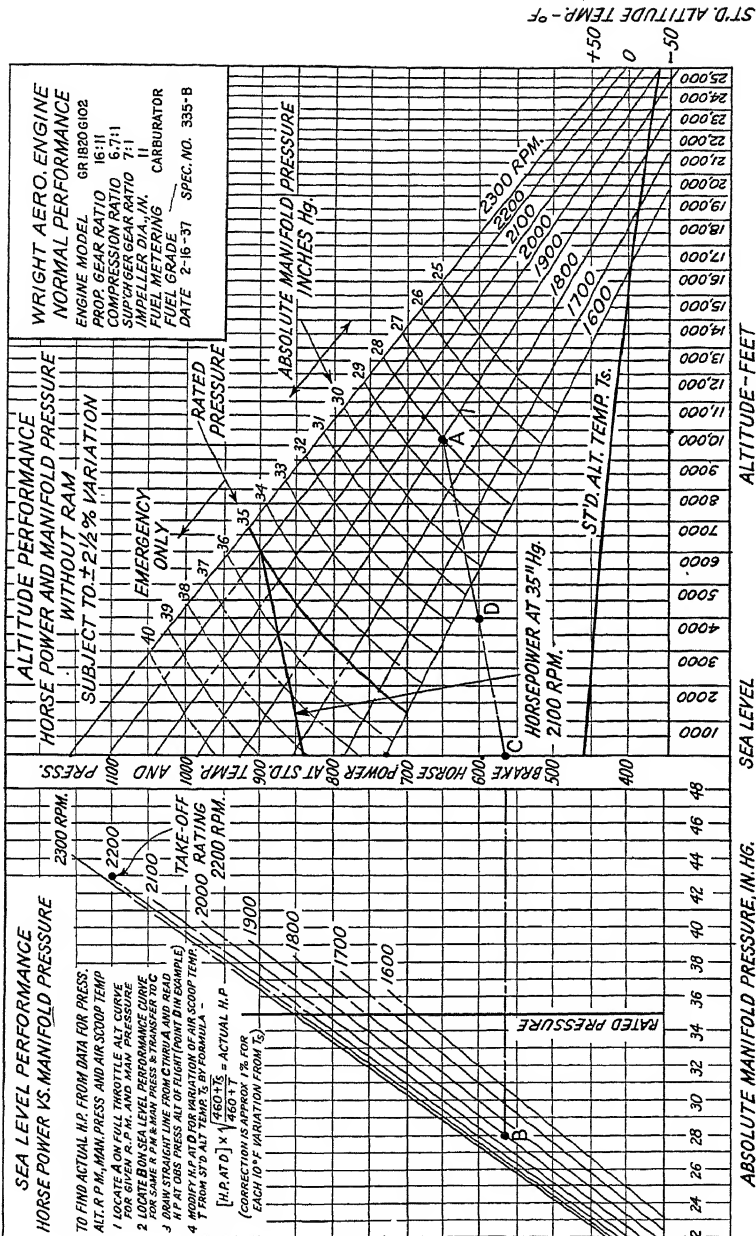 SEA LEVEL PERFORMANCE
HORSE POWER VS. MANIFOLD PRESSURE
TO FIND ACTUAL H.P. FROM DATA FOR PRESS.
ALT. R P M., MAN. PRESS AND AIR SCOOP TEMP
1 LOCATE A ON FULL THROTTLE ALT CURVE
FOR GIVEN R.P.M. AND MAN PRESSURE
2 LOCATE B ON SEA LEVEL PERFORMANCE CURVE
FOR SAME R PM & MAN PRESS & TRANSFER TO C
3 DRAW STRAIGHT LINE FROM C THRU A AND READ
H P AT OBS PRESS ALT OF FLIGHT (POINT D IN EXAMPLE)
4 MODIFY H.P AT D FOR VARIATION OF AIR SCOOP TEMP.
T FROM ST'D ALT TEMP. Ts BY FORMULA -
[H.P. AT D] x √ 460+Ts
460+T = ACTUAL H.P
(CORRECTION IS APPROX 1% FOR
EACH 10°F VARIATION FROM Ts)
2300 RPM.
2200
2100
TAKE-OFF
RATING
2200 RPM.
2000
1900
1800
1700
1600
RATED PRESSURE
B
22 24 26 28 30 32 34 36 38 40 42 44 46 48
ABSOLUTE MANIFOLD PRESSURE, IN. HG.
BRAKE HORSE POWER AT STD. TEMP. AND PRESS.
1100
1000
900
800
700
600
500
400
ALTITUDE PERFORMANCE
HORSE POWER AND MANIFOLD PRESSURE
WITHOUT RAM
SUBJECT TO ±2½% VARIATION
WRIGHT AERO. ENGINE
NORMAL PERFORMANCE
ENGINE MODEL GR1820G102
PROP. GEAR RATIO 16:11
COMPRESSION RATIO 6.7:1
SUPCH'GER GEAR RATIO 7:1
IMPELLER DIA., IN. 11
FUEL METERING CARBURATOR
FUEL GRADE
DATE 2-16-37 SPEC. NO. 335-B
EMERGENCY
ONLY
RATED
PRESSURE
ABSOLUTE MANIFOLD PRESSURE
INCHES Hg.
40 39 38 37 36 35 34 33 32 31 30 29 28 27 26 25
2300 RPM.
2200
2100
2000
1900
1800
1700
1600
A
D
C
HORSEPOWER AT 35" Hg.
2,100 RPM.
ST'D. ALT. TEMP. Ts.
+50
0
-50
ST'D. ALTITUDE TEMP. - °F
SEA LEVEL
1000 2000 3000 4000 5000 6000 7000 8000 9000 10,000 11,000 12,000 13,000 14,000 15,000 16,000 17,000 18,000 19,000 20,000 21,000 22,000 23,000 24,000 25,000
ALTITUDE-FEET